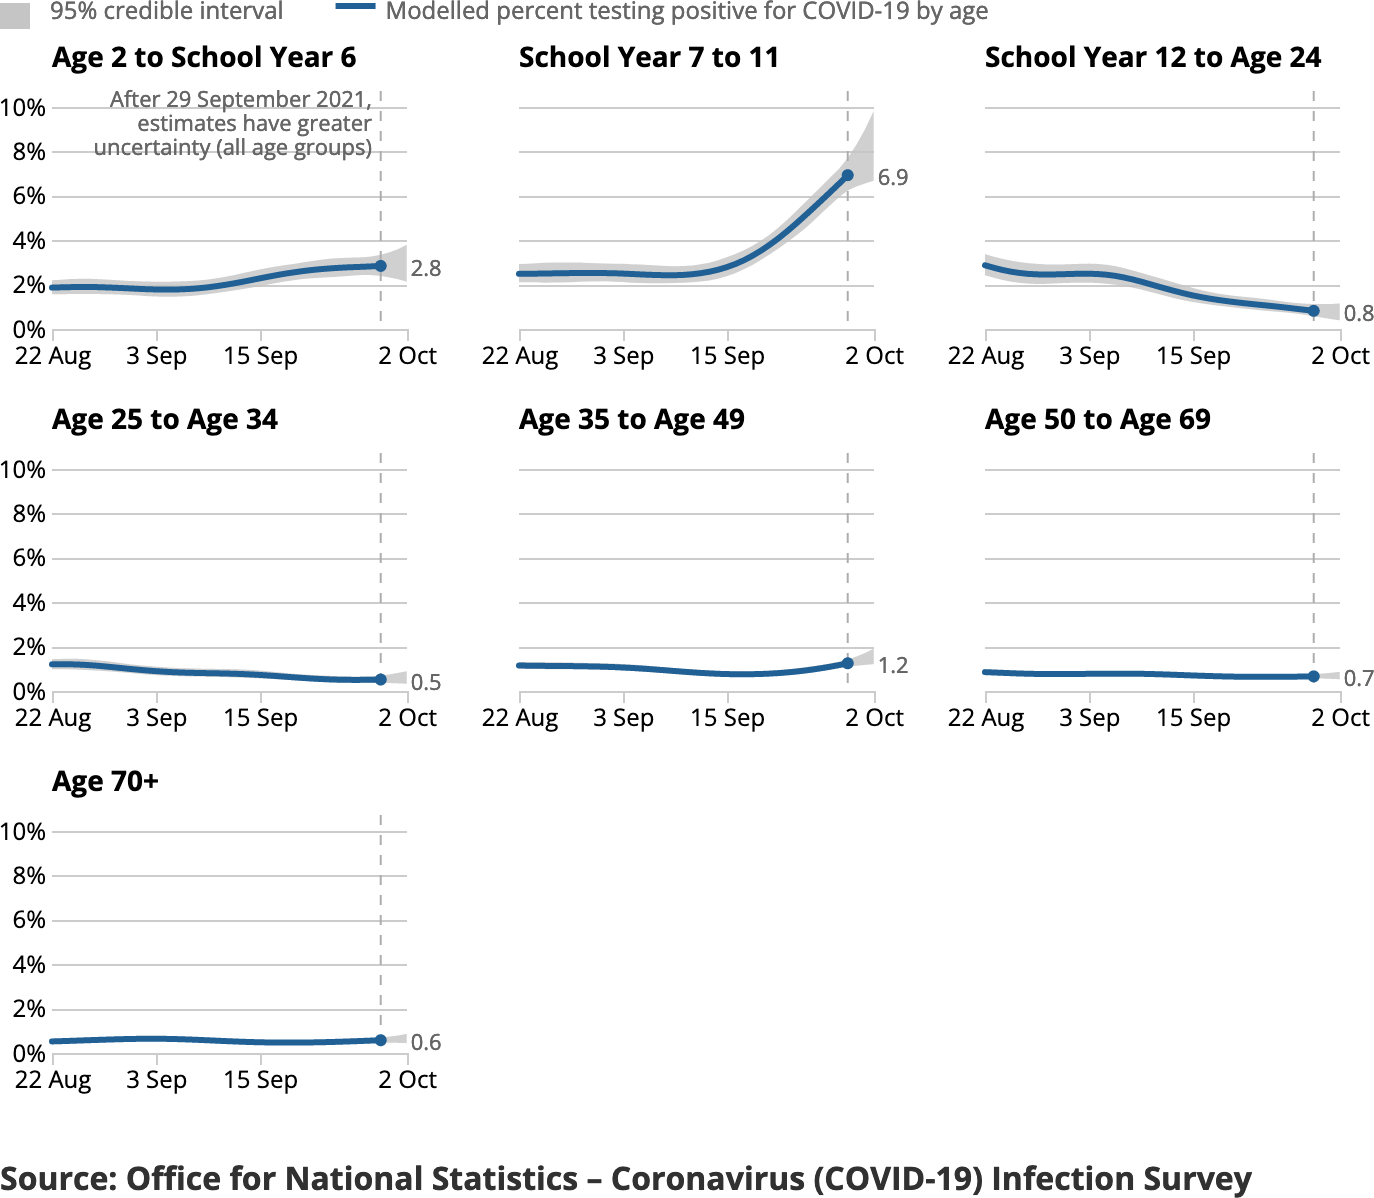 95% credible interval
Modelled percent testing positive for COVID-19 by age
Age 2 to School Year 6
After 29 September 2021,
estimates have greater
uncertainty (all age groups)
10%
8%
6%
4%
2%
0%
2.8
22 Aug
3 Sep
15 Sep
2 Oct
School Year 7 to 11
6.9
22 Aug
3 Sep
15 Sep
2 Oct
School Year 12 to Age 24
0.8
22 Aug
3 Sep
15 Sep
2 Oct
Age 25 to Age 34
10%
8%
6%
4%
2%
0%
0.5
22 Aug
3 Sep
15 Sep
2 Oct
Age 35 to Age 49
1.2
22 Aug
3 Sep
15 Sep
2 Oct
Age 50 to Age 69
0.7
22 Aug
3 Sep
15 Sep
2 Oct
Age 70+
10%
8%
6%
4%
2%
0%
0.6
22 Aug
3 Sep
15 Sep
2 Oct
Source: Office for National Statistics – Coronavirus (COVID-19) Infection Survey